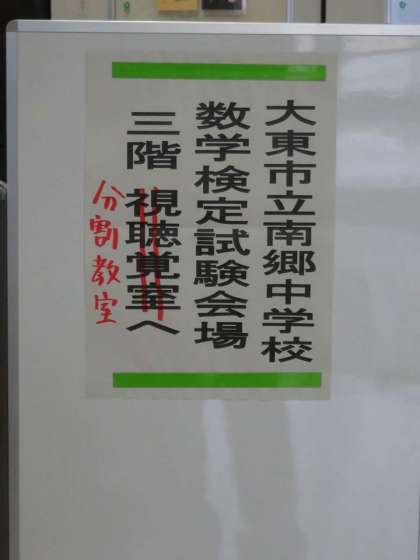 大東市立南郷中学校
数学検定試験会場
三階 視聴覚室へ
分割教室